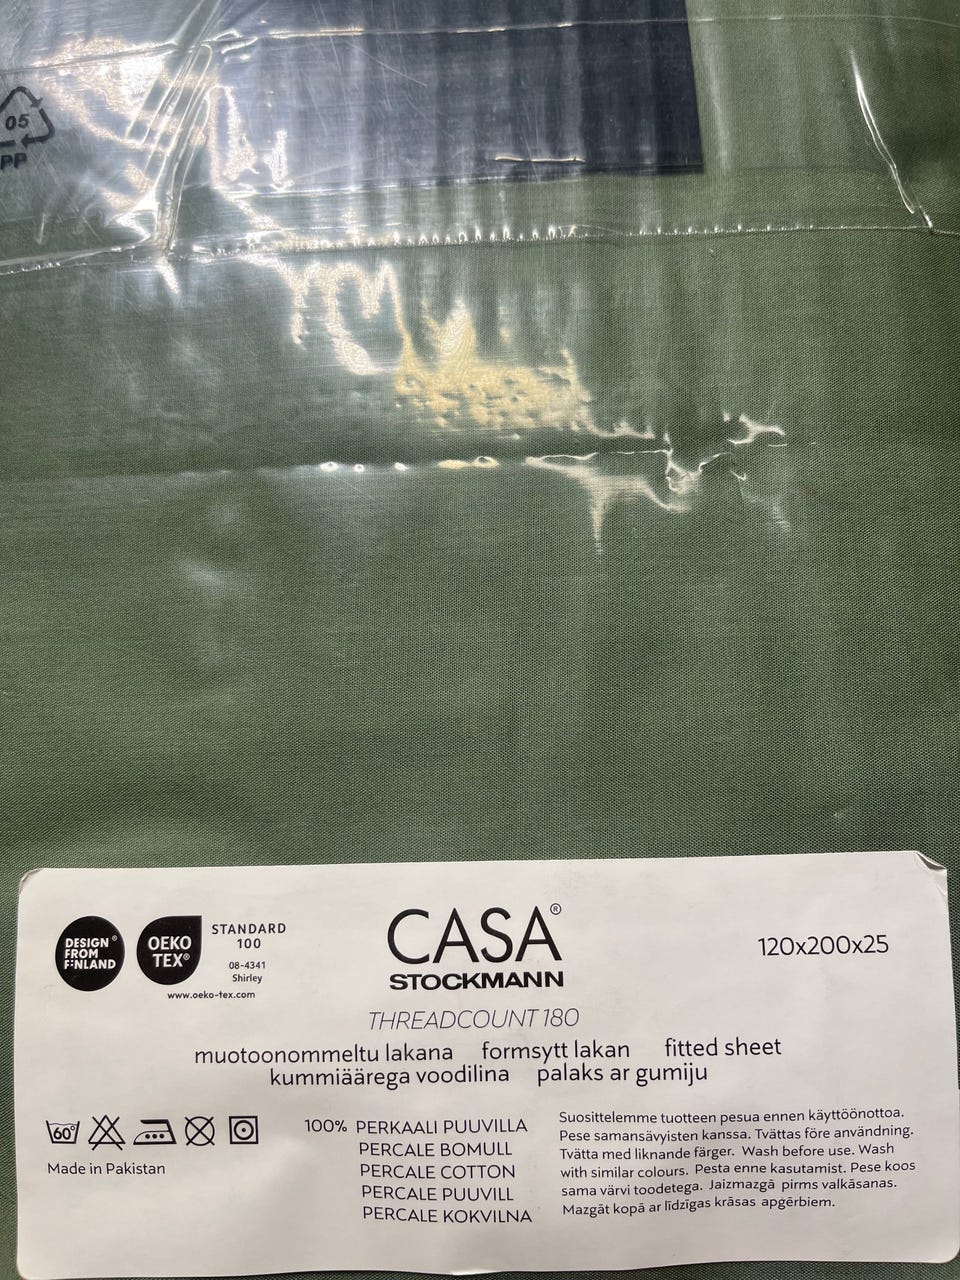 05
PP
DESIGN®
FROM
FINLAND
OEKO
TEX®
STANDARD
100
08-4341
Shirley
www.oeko-tex.com
CASA®
STOCKMANN
120x200x25
THREADCOUNT 180
muotoonommeltu lakana formsytt lakan fitted sheet
kummiäärega voodilina palaks ar gumiju
60°
Made in Pakistan
100% PERKAALI PUUVILLA
PERCALE BOMULL
PERCALE COTTON
PERCALE PUUVILL
PERCALE KOKVILNA
Suosittelemme tuotteen pesua ennen käyttöönottoa.
Pese samansävyisten kanssa. Tvättas före användning.
Tvätta med liknande färger. Wash before use. Wash
with similar colours. Pesta enne kasutamist. Pese koos
sama värvi toodetega. Jaizmazgā pirms valkāsanas.
Mazgāt kopā ar līdzīgas krāsas apģērbiem.